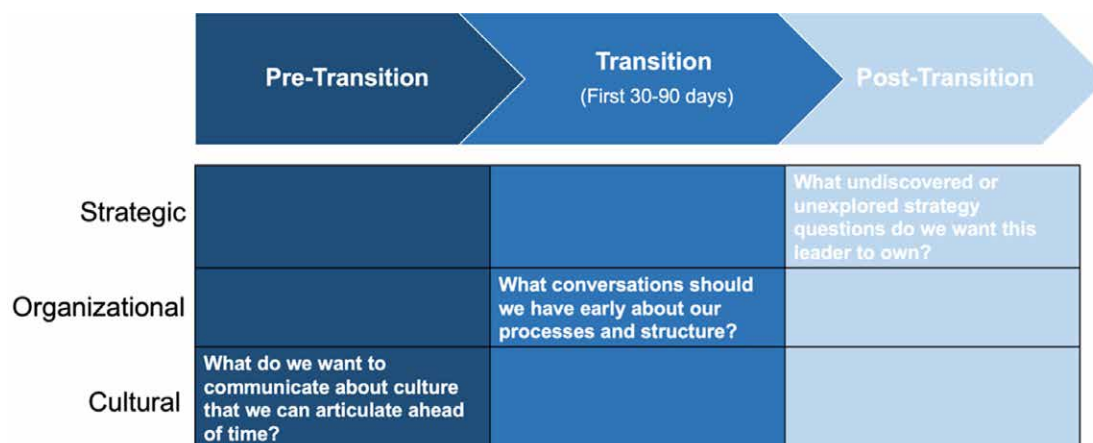 Pre-Transition
Transition
(First 30-90 days)
Post-Transition
Strategic
What undiscovered or
unexplored strategy
questions do we want this
leader to own?
Organizational
What conversations should
we have early about our
processes and structure?
Cultural
What do we want to
communicate about culture
that we can articulate ahead
of time?